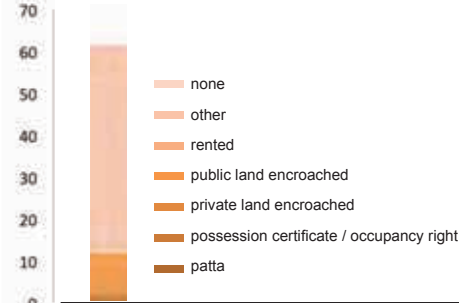 70
60
50
40
30
20
10
0
none
other
rented
public land encroached
private land encroached
possession certificate / occupancy right
patta